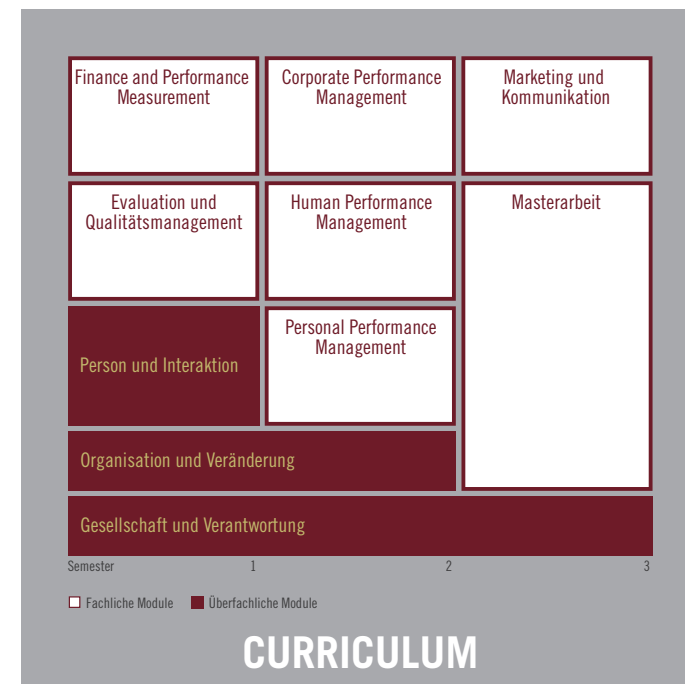 Finance and Performance
Measurement
Corporate Performance
Management
Marketing und
Kommunikation
Evaluation und
Qualitätsmanagement
Human Performance
Management
Masterarbeit
Person und Interaktion
Personal Performance
Management
Organisation und Veränderung
Gesellschaft und Verantwortung
Semester 1 2 3
Fachliche Module Überfachliche Module
CURRICULUM